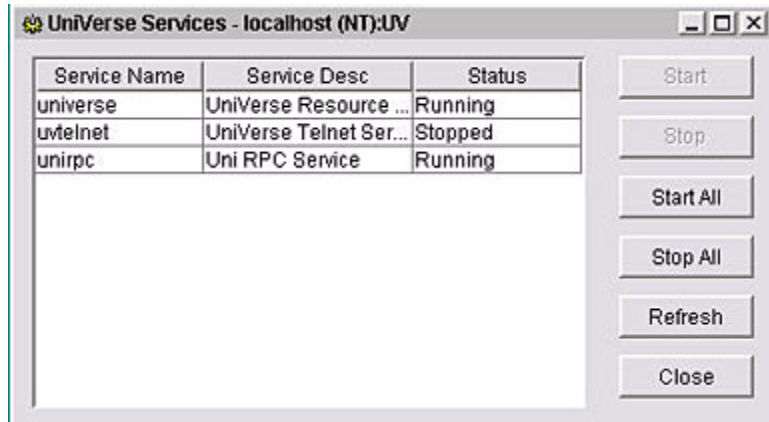 UniVerse Services - localhost (NT):UV
Service Name Service Desc Status
universe UniVerse Resource ... Running
uvtelnet UniVerse Telnet Ser... Stopped
unirpc Uni RPC Service Running
Start
Stop
Start All
Stop All
Refresh
Close